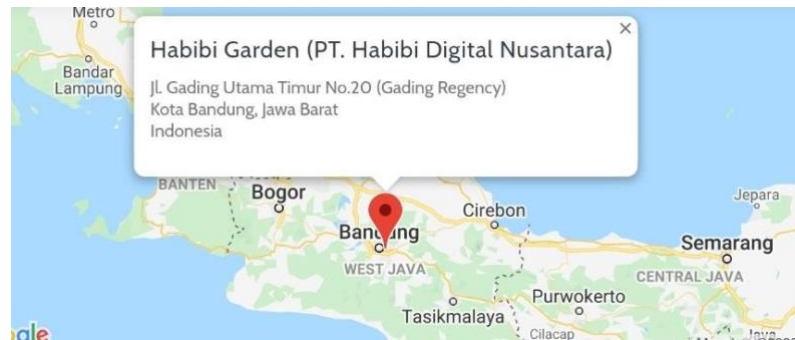 Metro
Habibi Garden (PT. Habibi Digital Nusantara)
Bandar
Lampung
Jl. Gading Utama Timur No.20 (Gading Regency)
Kota Bandung, Jawa Barat
Indonesia
BANTEN
Bogor
Jepara
Cirebon
Semarang
WEST JAVA
CENTRAL JAVA
Purwokerto
Tasikmalaya
Cilacap